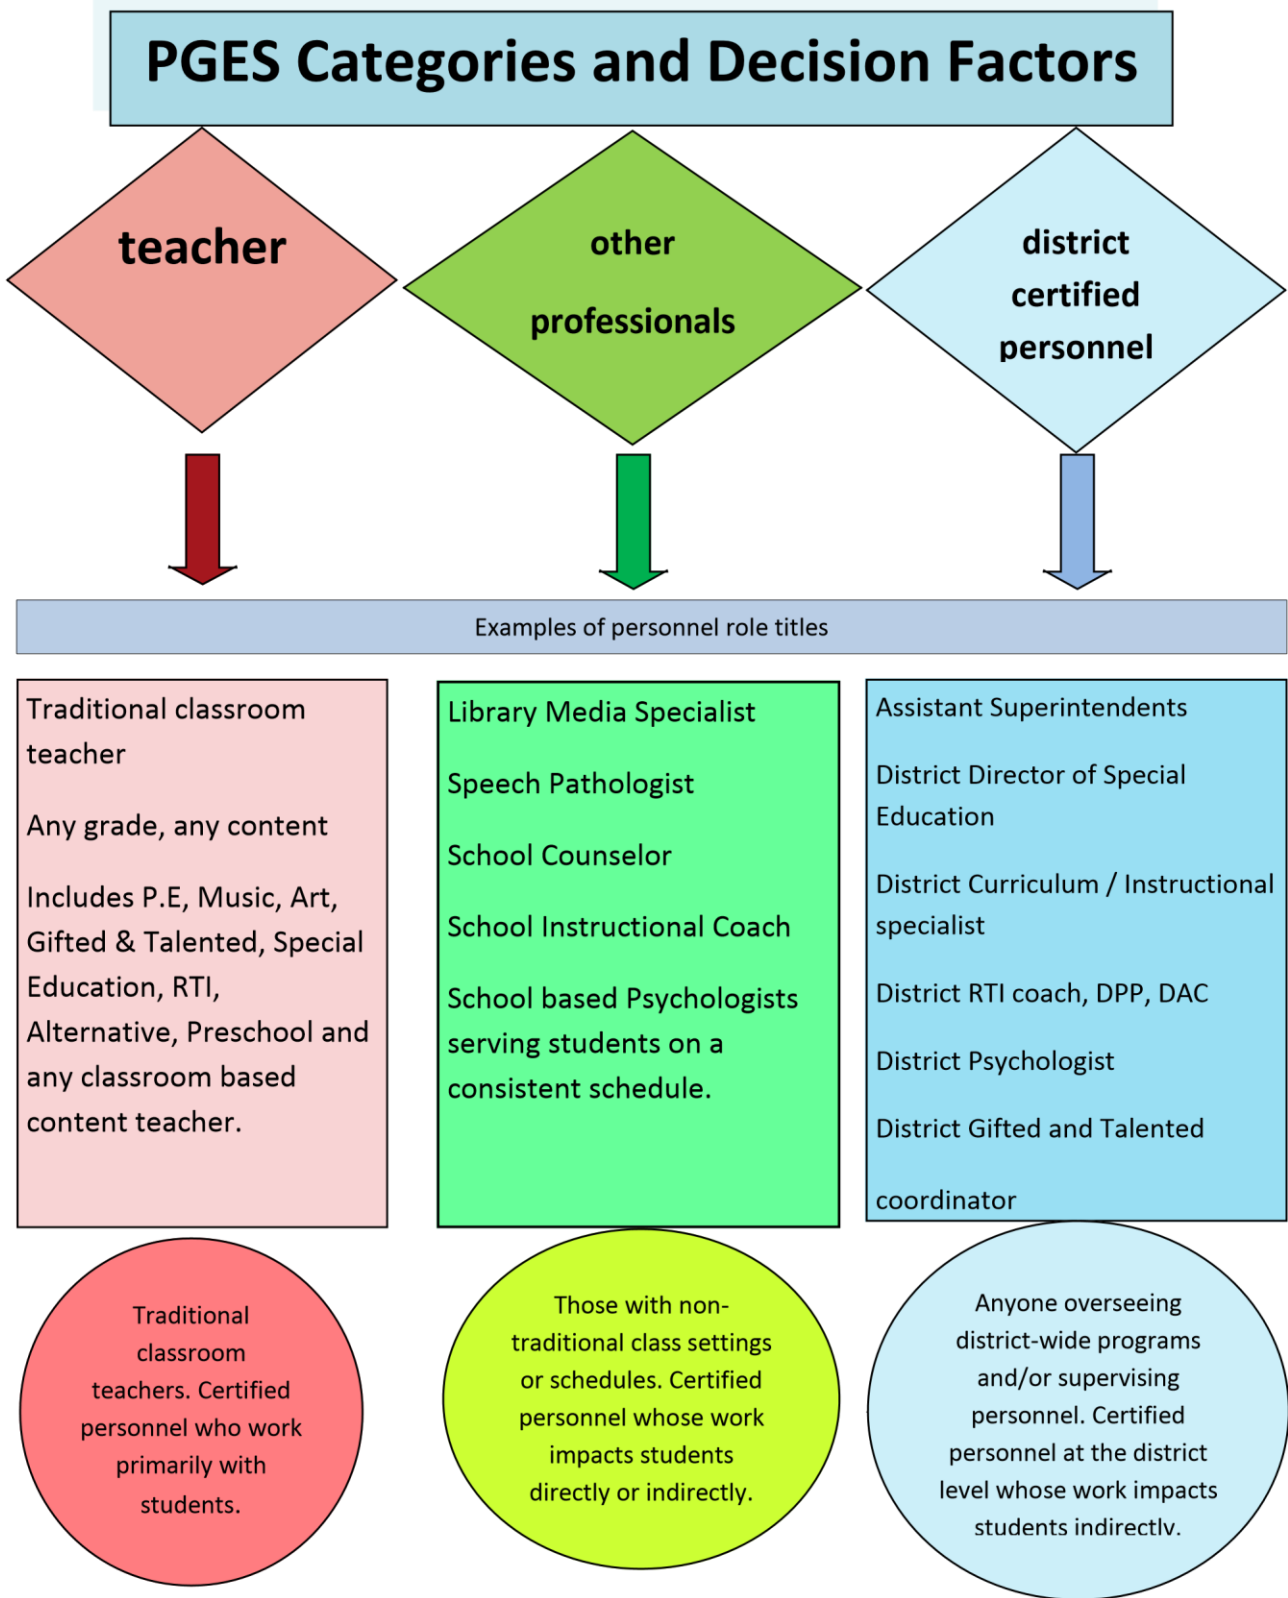 PGES Categories and Decision Factors
teacher
other
professionals
district
certified
personnel
Examples of personnel role titles
Traditional classroom
teacher
Any grade, any content
Includes P.E, Music, Art,
Gifted & Talented, Special
Education, RTI,
Alternative, Preschool and
any classroom based
content teacher.
Library Media Specialist
Speech Pathologist
School Counselor
School Instructional Coach
School based Psychologists
serving students on a
consistent schedule.
Assistant Superintendents
District Director of Special
Education
District Curriculum / Instructional
specialist
District RTI coach, DPP, DAC
District Psychologist
District Gifted and Talented
coordinator
Traditional
classroom
teachers. Certified
personnel who work
primarily with
students.
Those with non-
traditional class settings
or schedules. Certified
personnel whose work
impacts students
directly or indirectly.
Anyone overseeing
district-wide programs
and/or supervising
personnel. Certified
personnel at the district
level whose work impacts
students indirectly.